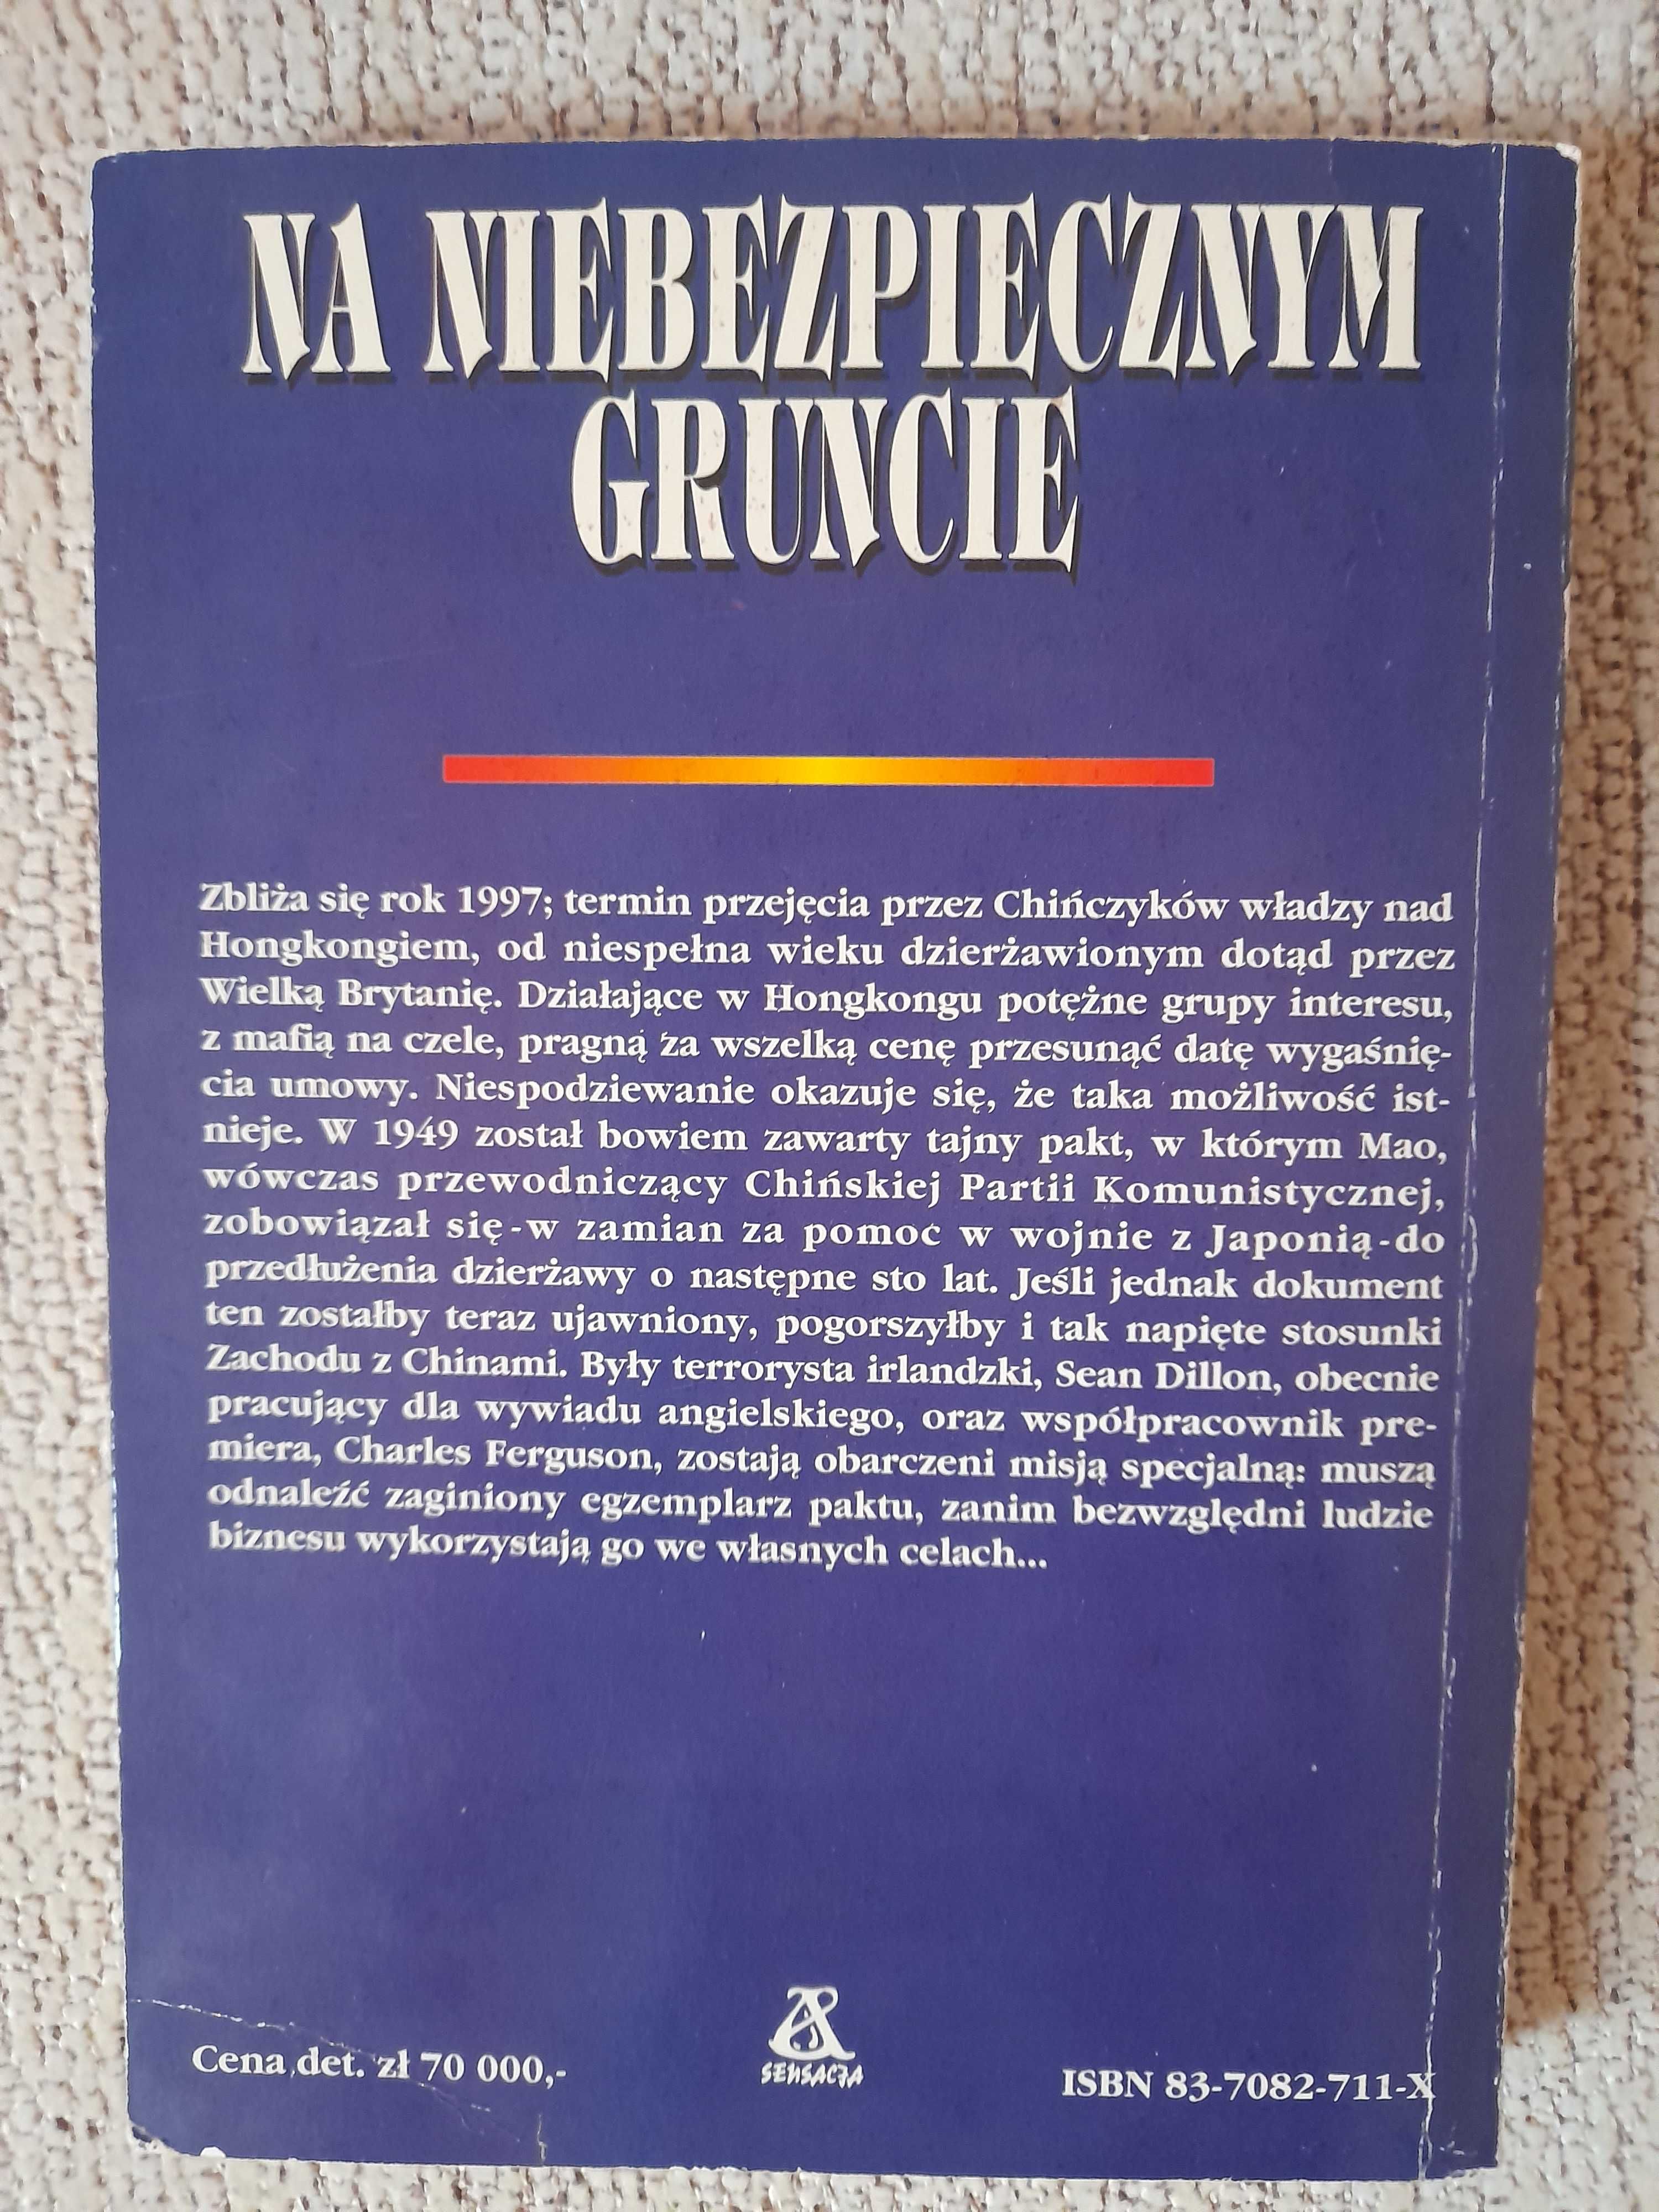 NA NIEBEZPIECZNYM
GRUNCIE
Zbliża się rok 1997; termin przejęcia przez Chińczyków władzy nad
Hongkongiem, od niespełna wieku dzierżawionym dotąd przez
Wielką Brytanię. Działające w Hongkongu potężne grupy interesu,
z mafią na czele, pragną za wszelką cenę przesunąć datę wygaśnię-
cia umowy. Niespodziewanie okazuje się, że taka możliwość ist-
nieje. W 1949 został bowiem zawarty tajny pakt, w którym Mao,
wówczas przewodniczący Chińskiej Partii Komunistycznej,
zobowiązał się-w zamian za pomoc w wojnie z Japonią-do
przedłużenia dzierżawy o następne sto lat. Jeśli jednak dokument
ten zostałby teraz ujawniony, pogorszyłby i tak napięte stosunki
Zachodu z Chinami. Były terrorysta irlandzki, Sean Dillon, obecnie
pracujący dla wywiadu angielskiego, oraz współpracownik pre-
miera, Charles Ferguson, zostają obarczeni misją specjalną: muszą
odnaleźć zaginiony egzemplarz paktu, zanim bezwzględni ludzie
biznesu wykorzystają go we własnych celach...
Cena det. zł 70 000,-
SENSACJA
ISBN 83-7082-711-X